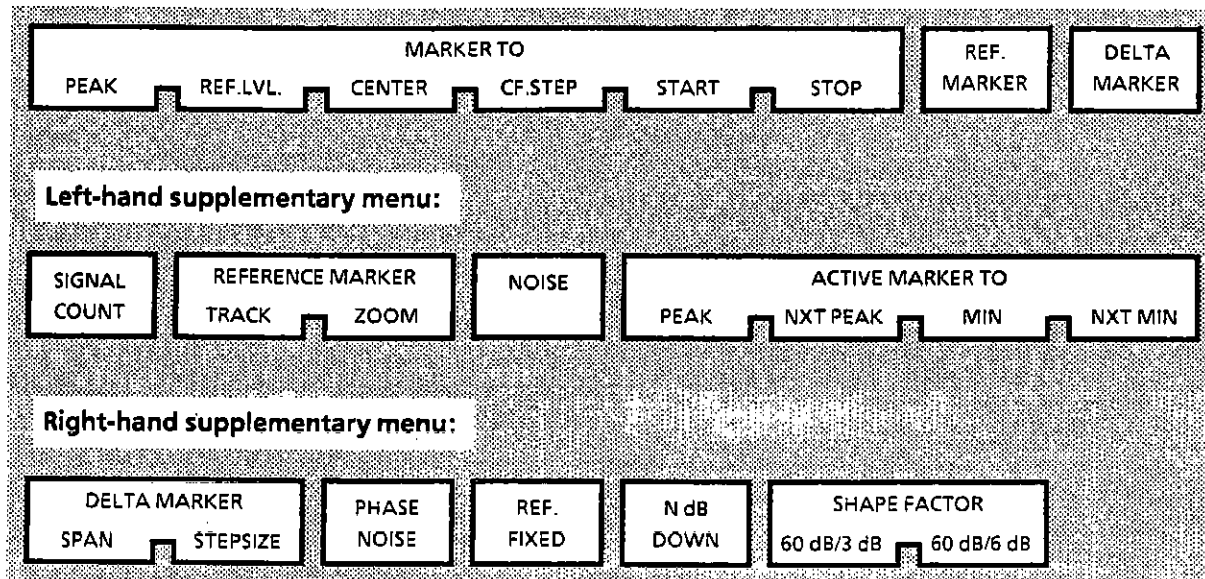 MARKER TO
PEAK REF.LVL. CENTER CF.STEP START STOP
REF.
MARKER
DELTA
MARKER
Left-hand supplementary menu:
SIGNAL
COUNT
REFERENCE MARKER
TRACK ZOOM
NOISE
ACTIVE MARKER TO
PEAK NXT PEAK MIN NXT MIN
Right-hand supplementary menu:
DELTA MARKER
SPAN STEPSIZE
PHASE
NOISE
REF.
FIXED
N dB
DOWN
SHAPE FACTOR
60 dB/3 dB 60 dB/6 dB